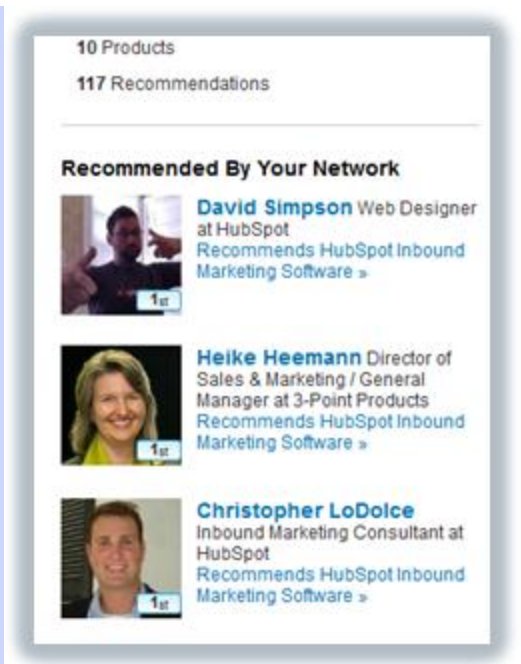 10 Products
117 Recommendations
Recommended By Your Network
David Simpson Web Designer
at HubSpot
Recommends HubSpot Inbound
Marketing Software »
1st
Heike Heemann Director of
Sales & Marketing / General
Manager at 3-Point Products
Recommends HubSpot Inbound
Marketing Software »
1st
Christopher LoDolce
Inbound Marketing Consultant at
HubSpot
Recommends HubSpot Inbound
Marketing Software »
1st